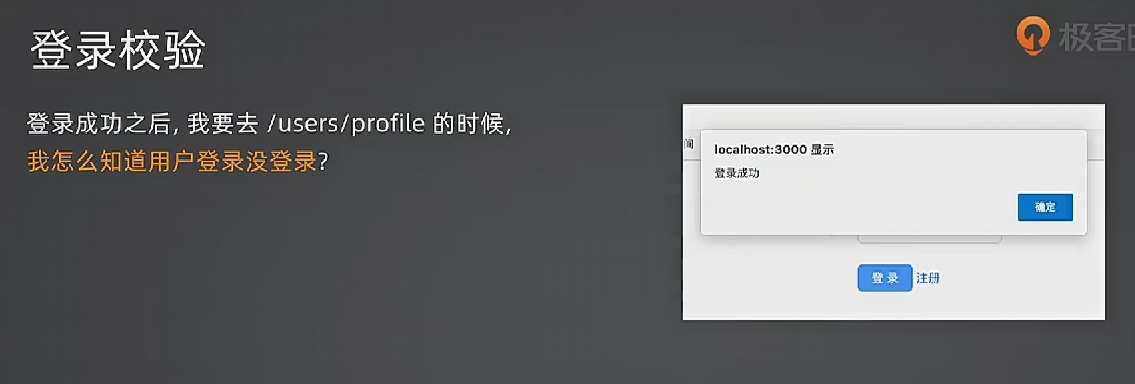 登录校验
极客
登录成功之后, 我要去 /users/profile 的时候,
我怎么知道用户登录没登录?
间
localhost:3000 显示
登录成功
确定
登 录 注册